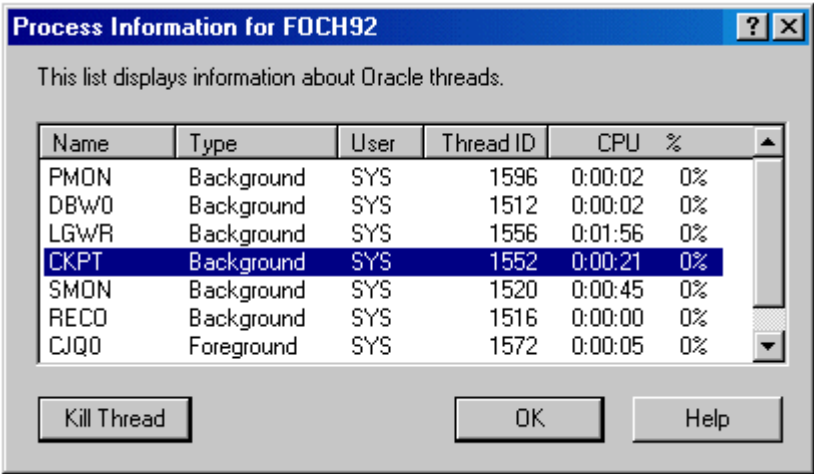 Process Information for FOCH92
? X
This list displays information about Oracle threads.
Name Type User Thread ID CPU %
PMON Background SYS 1596 0:00:02 0%
DBW0 Background SYS 1512 0:00:02 0%
LGWR Background SYS 1556 0:01:56 0%
CKPT Background SYS 1552 0:00:21 0%
SMON Background SYS 1520 0:00:45 0%
RECO Background SYS 1516 0:00:00 0%
CJQ0 Foreground SYS 1572 0:00:05 0%
Kill Thread OK Help